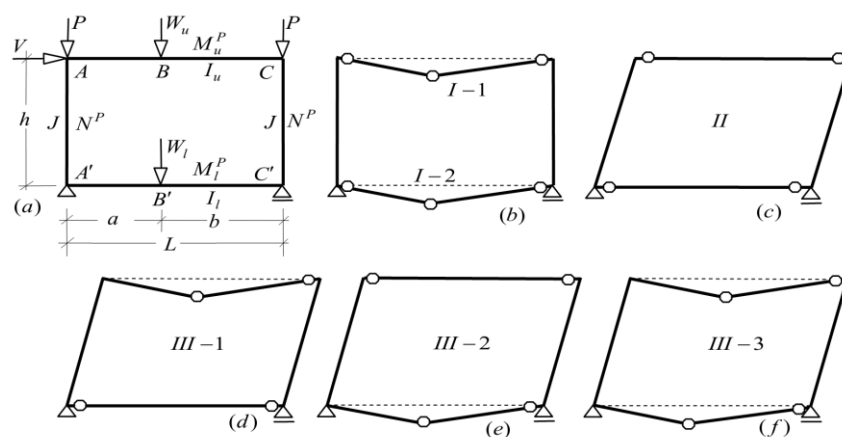 P W_u P
V M_u^P
A B I_u C
h J N^P J N^P
W_l M_l^P
A′ B′ I_l C′
(a) a b
L
I−1
I−2
(b)
II
(c)
III−1
(d)
III−2
(e)
III−3
(f)